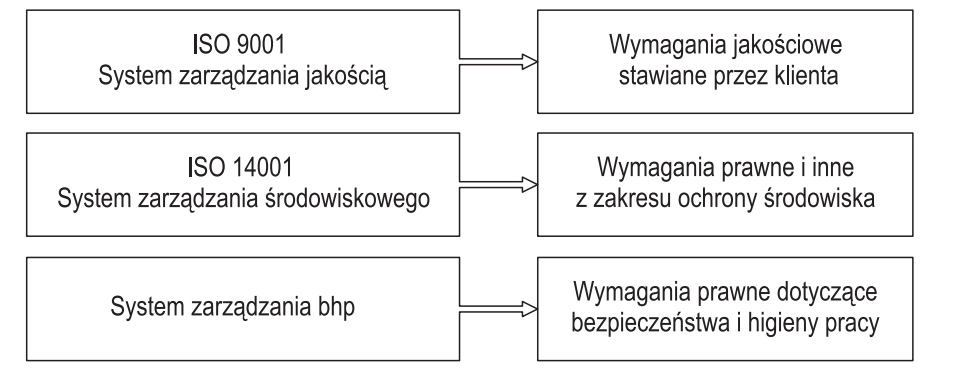 ISO 9001
System zarządzania jakością
Wymagania jakościowe
stawiane przez klienta
ISO 14001
System zarządzania środowiskowego
Wymagania prawne i inne
z zakresu ochrony środowiska
System zarządzania bhp
Wymagania prawne dotyczące
bezpieczeństwa i higieny pracy